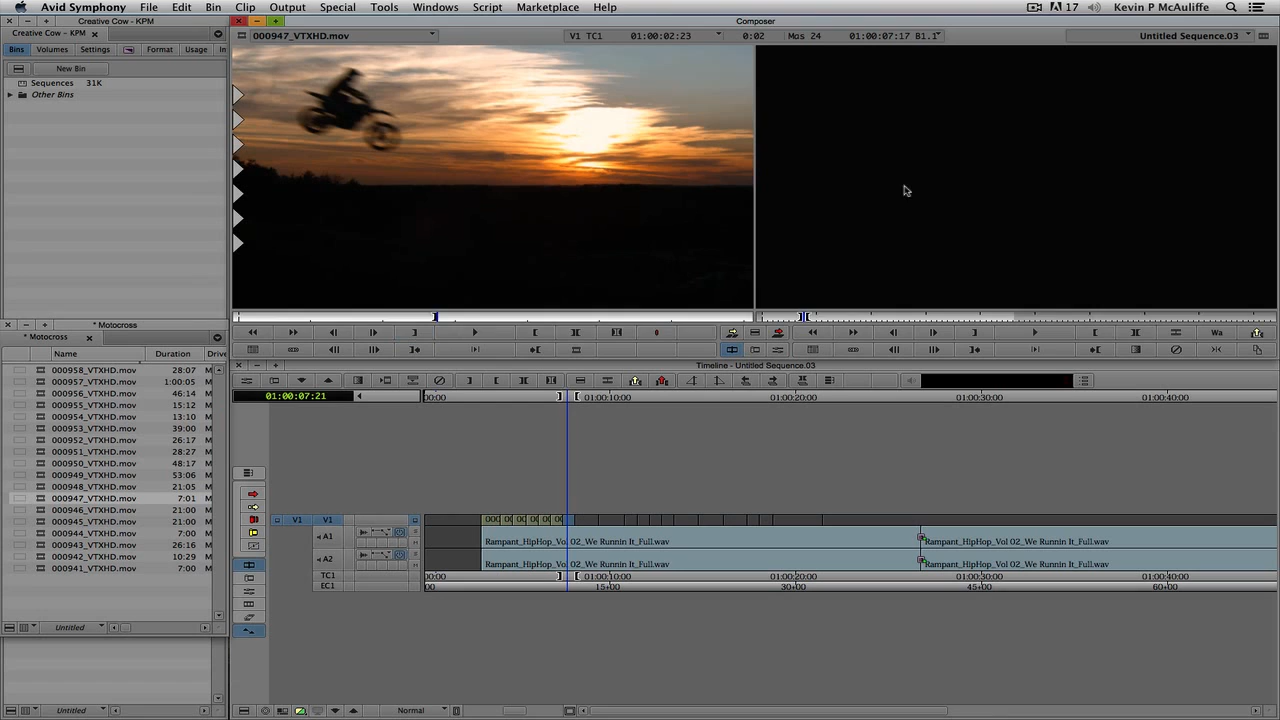 Avid Symphony File Edit Bin Clip Output Special Tools Windows Script Marketplace Help 17 Kevin P McAuliffe
Creative Cow - KPM
Creative Cow - KPM
Bins Volumes Settings Format Usage In
New Bin
Sequences 31K
Other Bins
Composer
000947_VTXHD.mov V1 TC1 01:00:02:23 0:02 Mas 24 01:00:07:17 B1.1 Untitled Sequence.03
Wa
* Motocross
* Motocross
Name Duration Drive
000958_VTXHD.mov 28:07 M
000957_VTXHD.mov 1:00:05 M
000956_VTXHD.mov 46:14 M
000955_VTXHD.mov 15:12 M
000954_VTXHD.mov 13:10 M
000953_VTXHD.mov 39:00 M
000952_VTXHD.mov 26:17 M
000951_VTXHD.mov 28:27 M
000950_VTXHD.mov 48:17 M
000949_VTXHD.mov 53:06 M
000948_VTXHD.mov 21:05 M
000947_VTXHD.mov 7:01 M
000946_VTXHD.mov 21:00 M
000945_VTXHD.mov 21:00 M
000944_VTXHD.mov 7:00 M
000943_VTXHD.mov 26:16 M
000942_VTXHD.mov 10:29 M
000941_VTXHD.mov 7:00 M
Untitled
Untitled
Timeline - Untitled Sequence.03
01:00:07:21 00:00 01:00:10:00 01:00:20:00 01:00:30:00 01:00:40:00
V1 V1 000 00 00 00 00 00
A1 Rampant_HipHop_Vol 02_We Runnin It_Full.wav Rampant_HipHop_Vol 02_We Runnin It_Full.wav
A2 Rampant_HipHop_Vol 02_We Runnin It_Full.wav Rampant_HipHop_Vol 02_We Runnin It_Full.wav
TC1 00:00 01:00:10:00 01:00:20:00 01:00:30:00 01:00:40:00
EC1 00 15+00 30+00 45+00 60+00
Normal